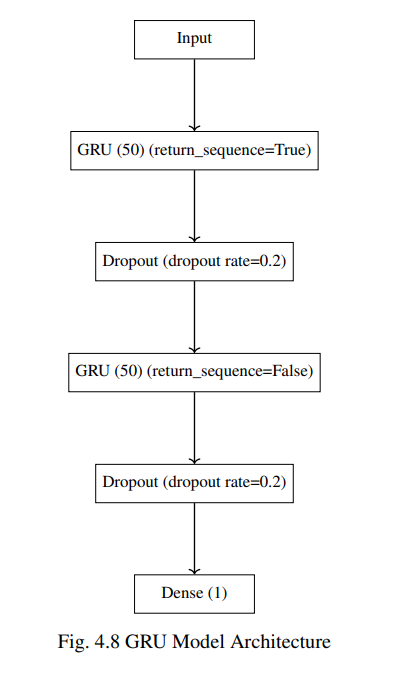 Input
GRU (50) (return_sequence=True)
Dropout (dropout rate=0.2)
GRU (50) (return_sequence=False)
Dropout (dropout rate=0.2)
Dense (1)
Fig. 4.8 GRU Model Architecture